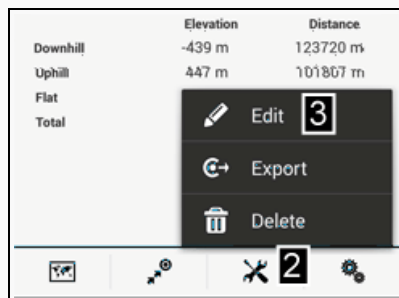 Elevation Distance
Downhill -439 m 123720 m
Uphill 447 m 101807 m
Flat
Total
Edit 3
Export
Delete
2